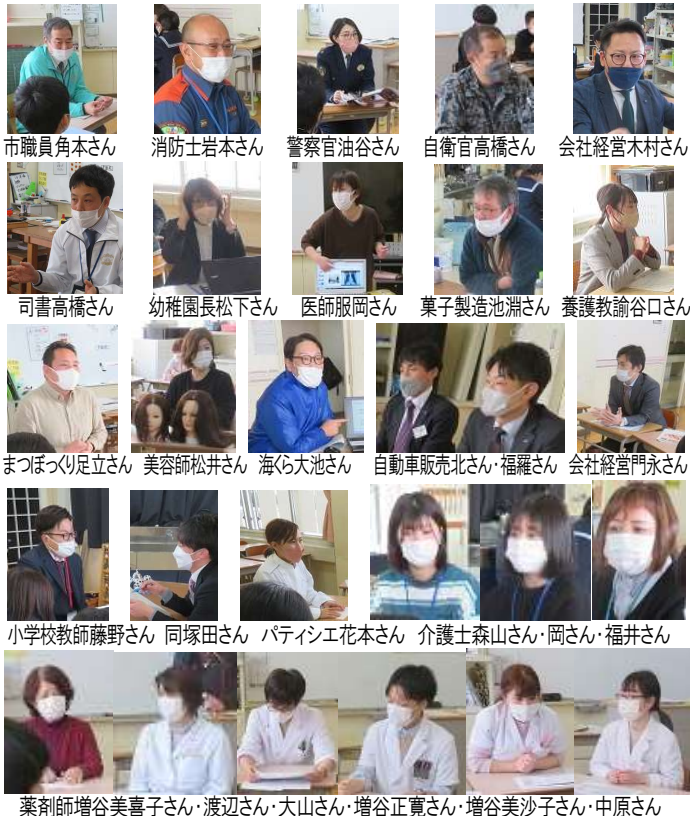 市職員角本さん 消防士岩本さん 警察官油谷さん 自衛官高橋さん 会社経営木村さん
司書高橋さん 幼稚園長松下さん 医師服岡さん 菓子製造池淵さん 養護教諭谷口さん
まつぼっくり足立さん 美容師松井さん 海くら大池さん 自動車販売北さん・福羅さん 会社経営門永さん
小学校教師藤野さん 同塚田さん パティシエ花本さん 介護士森山さん・岡さん・福井さん
薬剤師増谷美喜子さん・渡辺さん・大山さん・増谷正寛さん・増谷美沙子さん・中原さん